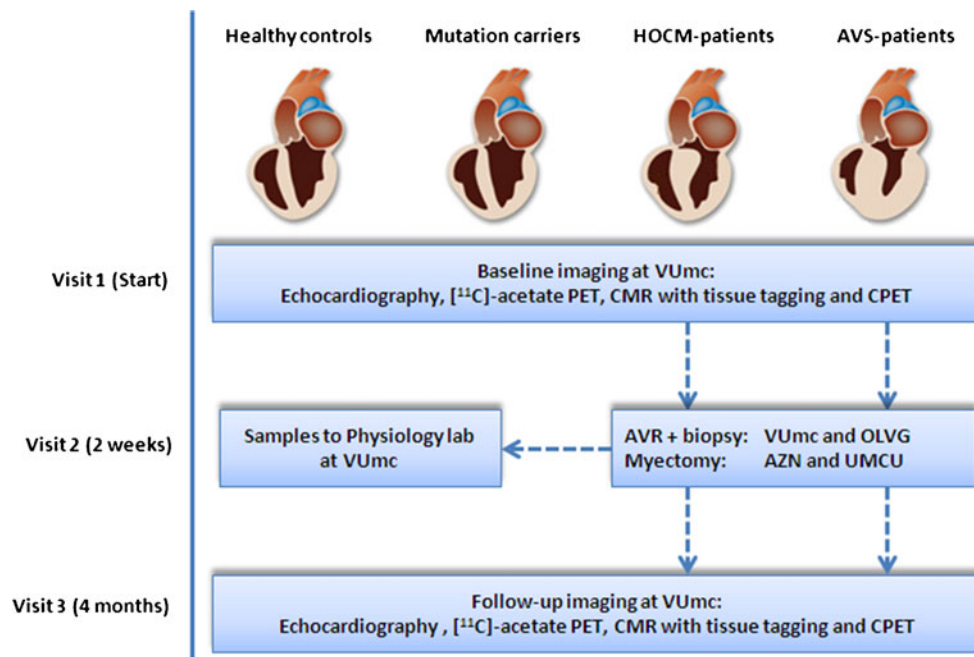 Healthy controls Mutation carriers HOCM-patients AVS-patients
Visit 1 (Start)
Baseline imaging at VUmc:
Echocardiography, [¹¹C]-acetate PET, CMR with tissue tagging and CPET
Visit 2 (2 weeks)
Samples to Physiology lab
at VUmc
AVR + biopsy: VUmc and OLVG
Myectomy: AZN and UMCU
Visit 3 (4 months)
Follow-up imaging at VUmc:
Echocardiography , [¹¹C]-acetate PET, CMR with tissue tagging and CPET